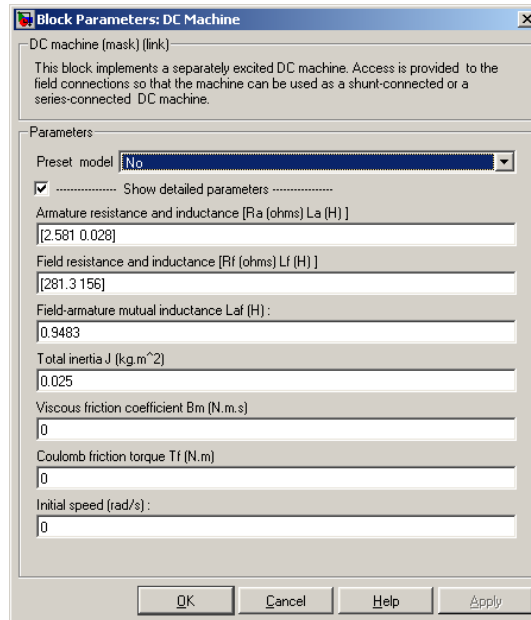 Block Parameters: DC Machine
DC machine (mask) (link)
This block implements a separately excited DC machine. Access is provided to the
field connections so that the machine can be used as a shunt-connected or a
series-connected DC machine.
Parameters
Preset model No
---------------- Show detailed parameters ----------------
Armature resistance and inductance [Ra (ohms) La (H) ]
[2.581 0.028]
Field resistance and inductance [Rf (ohms) Lf (H) ]
[281.3 156]
Field-armature mutual inductance Laf (H) :
0.9483
Total inertia J (kg.m^2)
0.025
Viscous friction coefficient Bm (N.m.s)
0
Coulomb friction torque Tf (N.m)
0
Initial speed (rad/s) :
0
OK Cancel Help Apply